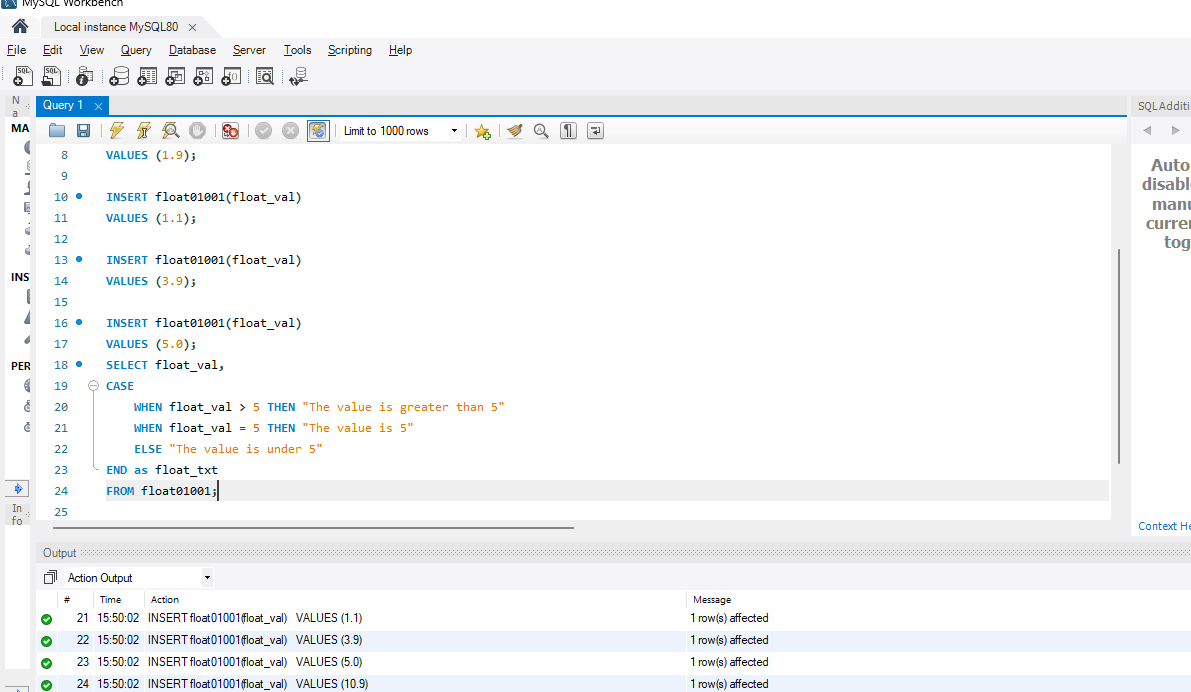 MySQL Workbench
Local instance MySQL80
File Edit View Query Database Server Tools Scripting Help
N
a
Query 1
SQL Additi
MA
Limit to 1000 rows
8 VALUES (1.9);
9
10 INSERT float01001(float_val)
11 VALUES (1.1);
12
13 INSERT float01001(float_val)
14 VALUES (3.9);
15
16 INSERT float01001(float_val)
17 VALUES (5.0);
18 SELECT float_val,
19 CASE
20 WHEN float_val > 5 THEN "The value is greater than 5"
21 WHEN float_val = 5 THEN "The value is 5"
22 ELSE "The value is under 5"
23 END as float_txt
24 FROM float01001;
25
INS
PER
In
fo
Auto
disabl
manu
currer
tog
Context He
Output
Action Output
# Time Action Message
21 15:50:02 INSERT float01001(float_val) VALUES (1.1) 1 row(s) affected
22 15:50:02 INSERT float01001(float_val) VALUES (3.9) 1 row(s) affected
23 15:50:02 INSERT float01001(float_val) VALUES (5.0) 1 row(s) affected
24 15:50:02 INSERT float01001(float_val) VALUES (10.9) 1 row(s) affected